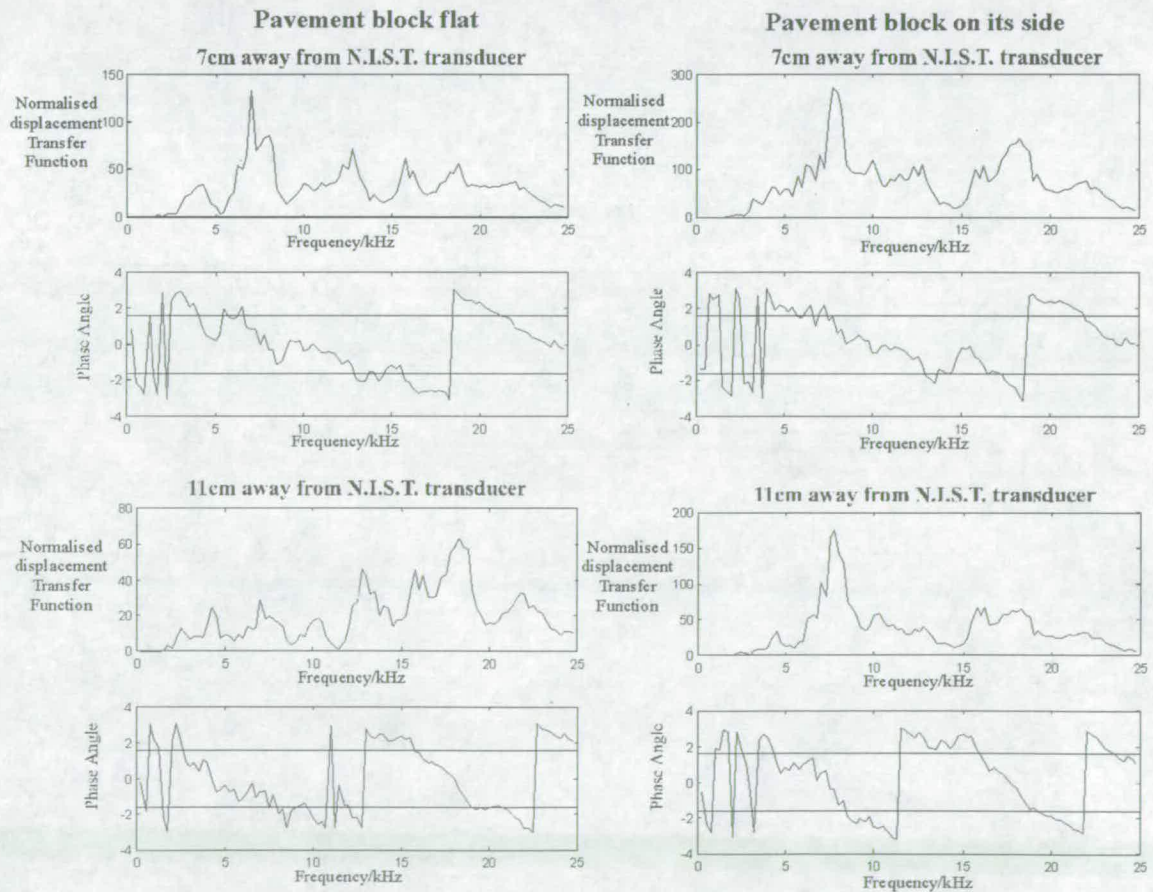 Pavement block flat
7cm away from N.I.S.T. transducer
Normalised
displacement
Transfer
Function
150
100
50
0
0 5 10 15 20 25
Frequency/kHz
Phase Angle
4
2
0
-2
-4
0 5 10 15 20 25
Frequency/kHz
11cm away from N.I.S.T. transducer
Normalised
displacement
Transfer
Function
80
60
40
20
0
0 5 10 15 20 25
Frequency/kHz
Phase Angle
4
2
0
-2
-4
0 5 10 15 20 25
Frequency/kHz
Pavement block on its side
7cm away from N.I.S.T. transducer
Normalised
displacement
Transfer
Function
300
200
100
0
0 5 10 15 20 25
Frequency/kHz
Phase Angle
4
2
0
-2
-4
0 5 10 15 20 25
Frequency/kHz
11cm away from N.I.S.T. transducer
Normalised
displacement
Transfer
Function
200
150
100
50
0
0 5 10 15 20 25
Frequency/kHz
Phase Angle
4
2
0
-2
-4
0 5 10 15 20 25
Frequency/kHz